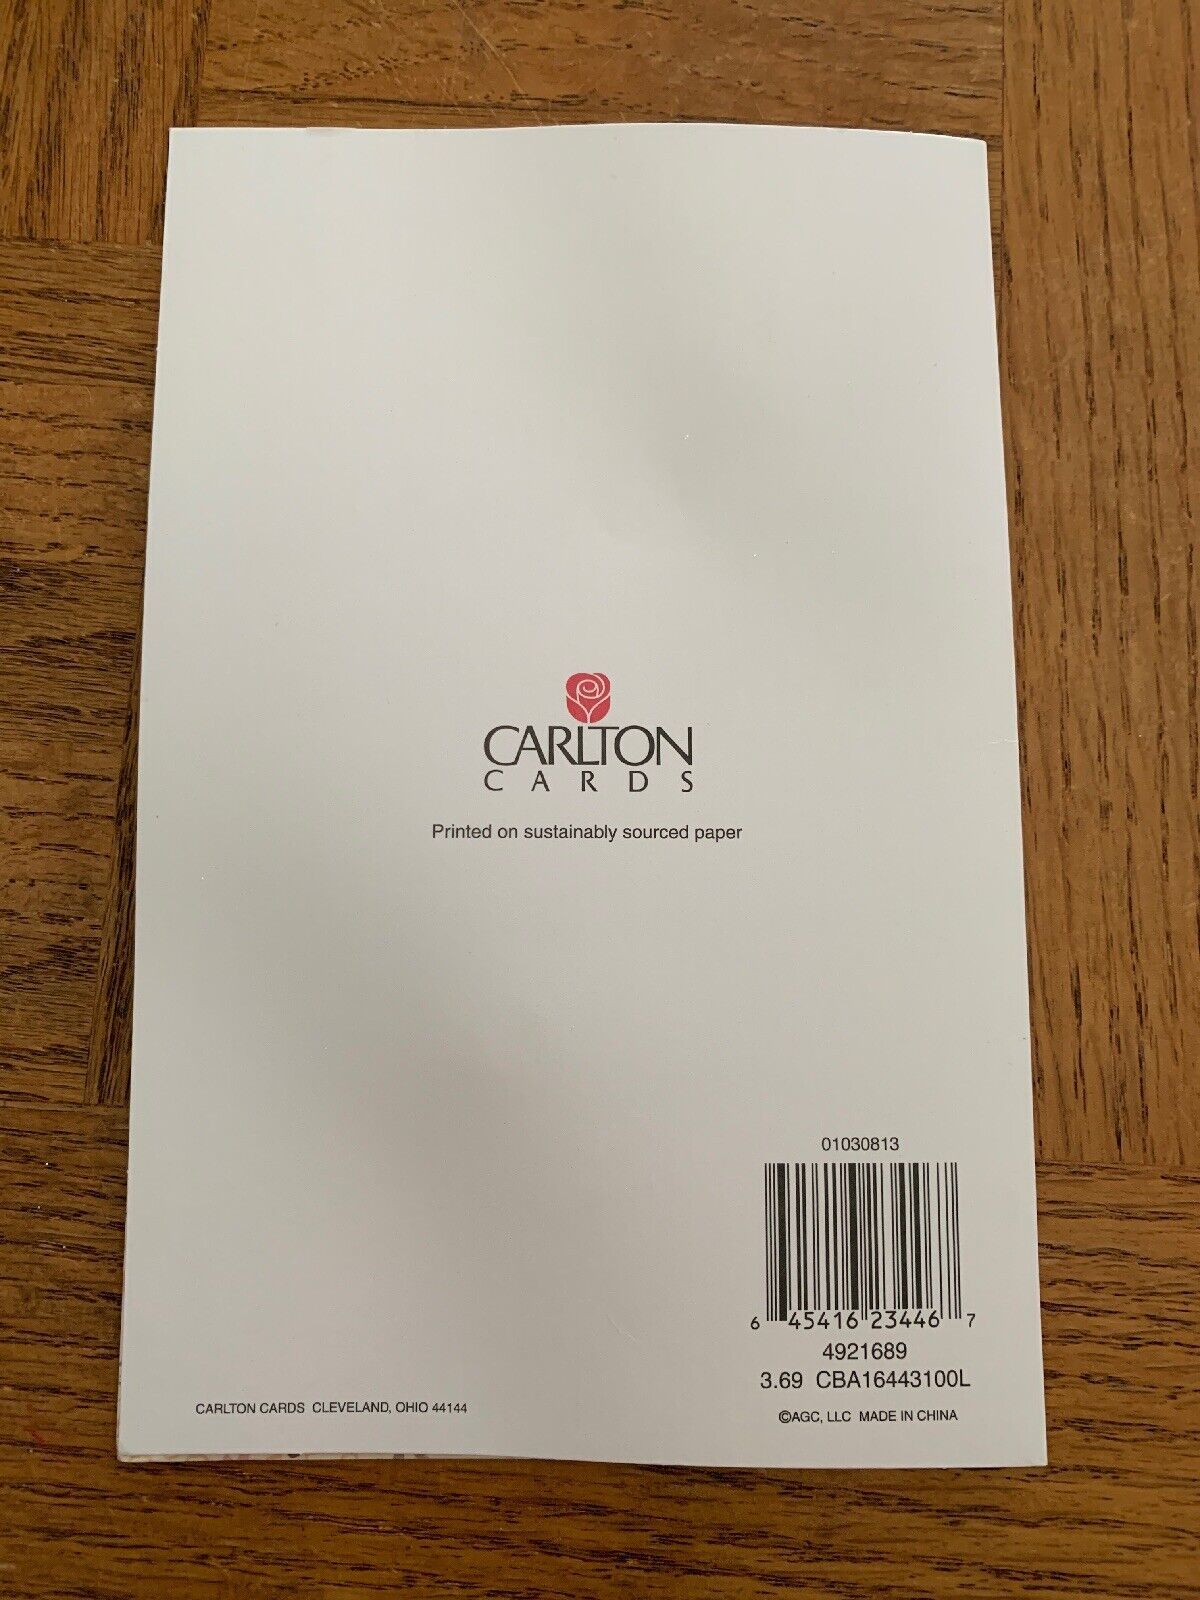 CARLTON
CARDS
Printed on sustainably sourced paper
01030813
6 45416 23446 7
4921689
3.69 CBA16443100L
©AGC, LLC MADE IN CHINA
CARLTON CARDS CLEVELAND, OHIO 44144